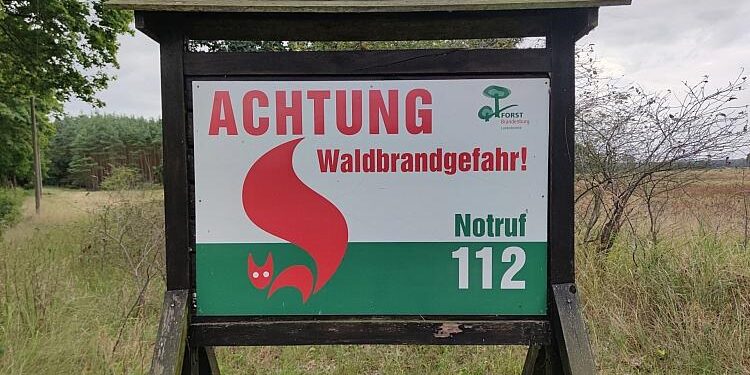 ACHTUNG
FORST
Brandenburg
Waldbrandgefahr!
Notruf
112